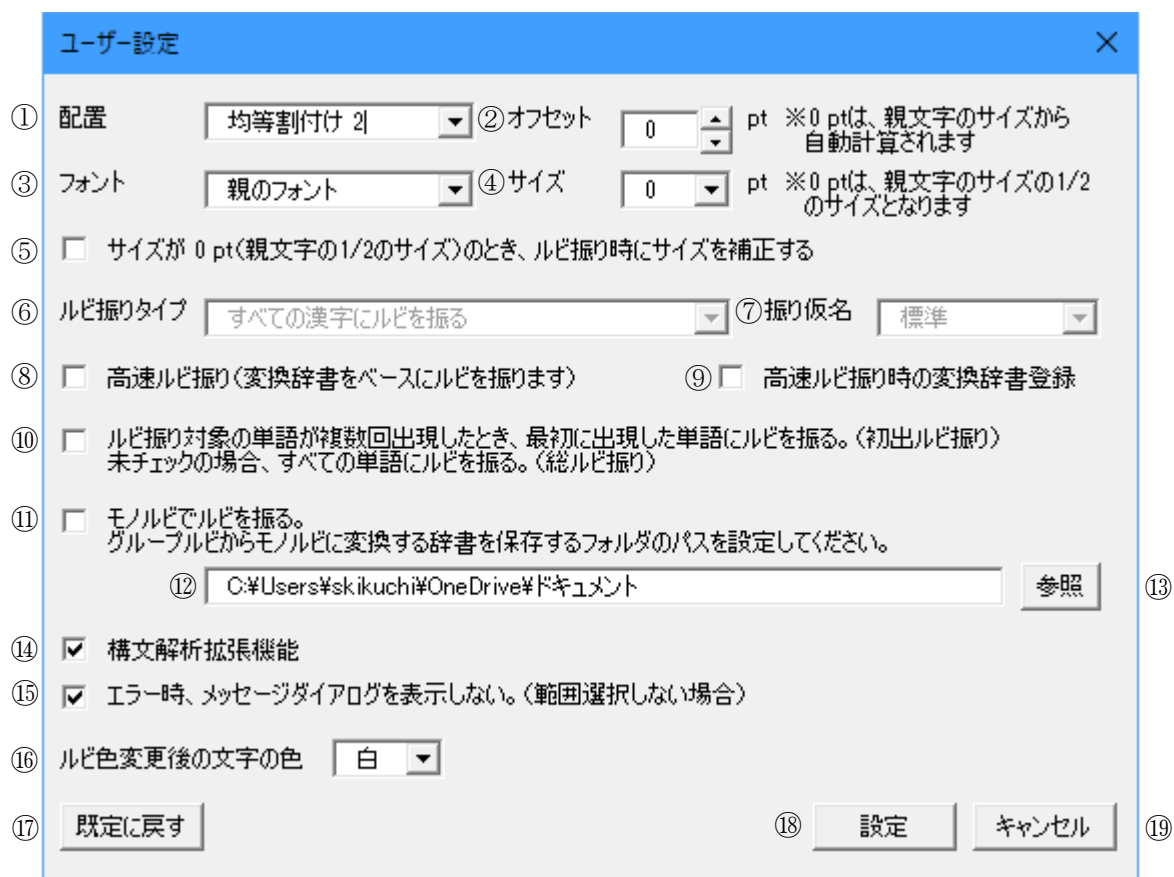 ユーザー設定
① 配置 均等割付け 2 ②オフセット 0 pt ※0 ptは、親文字のサイズから
自動計算されます
③ フォント 親のフォント ④サイズ 0 pt ※0 ptは、親文字のサイズの1/2
のサイズとなります
⑤ サイズが 0 pt(親文字の1/2のサイズ)のとき、ルビ振り時にサイズを補正する
⑥ ルビ振りタイプ すべての漢字にルビを振る ⑦振り仮名 標準
⑧ 高速ルビ振り(変換辞書をベースにルビを振ります) ⑨ 高速ルビ振り時の変換辞書登録
⑩ ルビ振り対象の単語が複数回出現したとき、最初に出現した単語にルビを振る。(初出ルビ振り)
未チェックの場合、すべての単語にルビを振る。(総ルビ振り)
⑪ モノルビでルビを振る。
グループルビからモノルビに変換する辞書を保存するフォルダのパスを設定してください。
⑫ C:¥Users¥skikuchi¥OneDrive¥ドキュメント 参照 ⑬
⑭ 構文解析拡張機能
⑮ エラー時、メッセージダイアログを表示しない。(範囲選択しない場合)
⑯ ルビ色変更後の文字の色 白
⑰ 既定に戻す ⑱ 設定 キャンセル ⑲